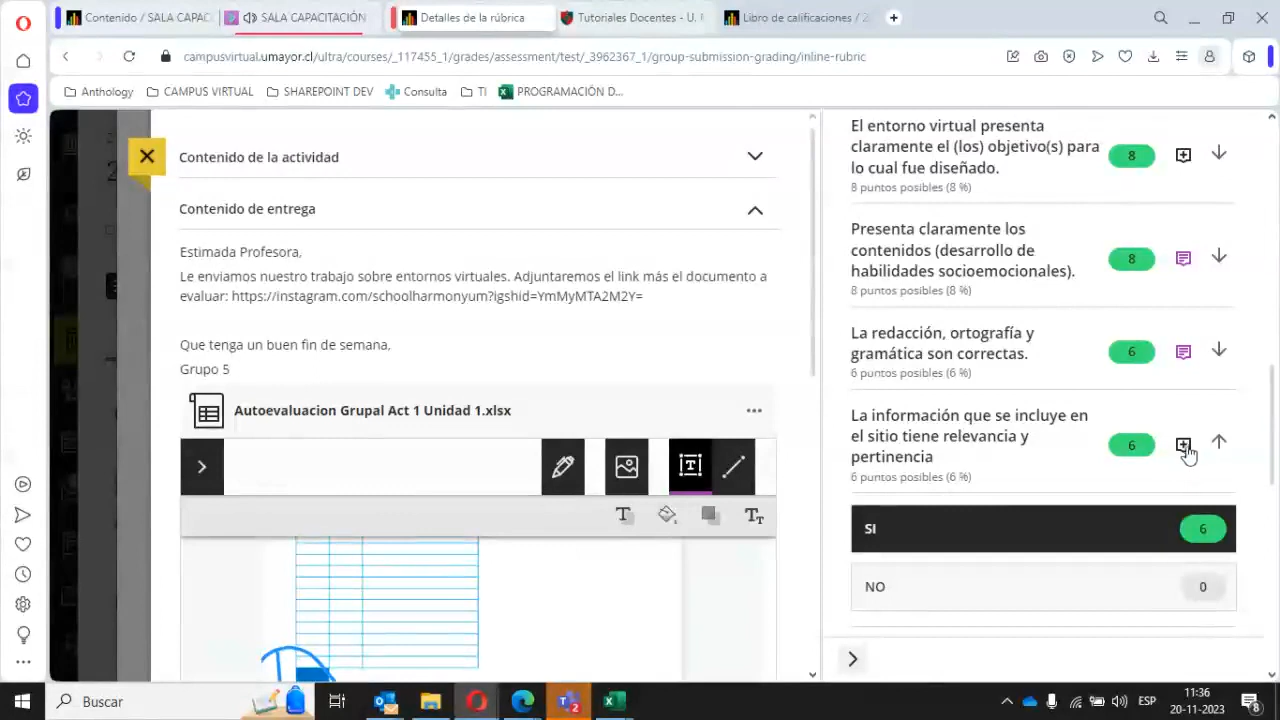 Contenido / SALA CAPAC
SALA CAPACITACIÓN
Detalles de la rúbrica
Tutoriales Docentes - U.
Libro de calificaciones / 2
campusvirtual.umayor.cl/ultra/courses/_117455_1/grades/assessment/test/_3962367_1/group-submission-grading/inline-rubric
Anthology
CAMPUS VIRTUAL
SHAREPOINT DEV
Consulta
TI
PROGRAMACIÓN D...
Contenido de la actividad
Contenido de entrega
Estimada Profesora,
Le enviamos nuestro trabajo sobre entornos virtuales. Adjuntaremos el link más el documento a
evaluar: https://instagram.com/schoolharmonyum?igshid=YmMyMTA2M2Y=
Que tenga un buen fin de semana,
Grupo 5
Autoevaluacion Grupal Act 1 Unidad 1.xlsx
El entorno virtual presenta
claramente el (los) objetivo(s) para
lo cual fue diseñado.
8
8 puntos posibles (8 %)
Presenta claramente los
contenidos (desarrollo de
habilidades socioemocionales).
8
8 puntos posibles (8 %)
La redacción, ortografía y
gramática son correctas.
6
6 puntos posibles (6 %)
La información que se incluye en
el sitio tiene relevancia y
pertinencia
6
6 puntos posibles (6 %)
SI 6
NO 0
Buscar
2
ESP
11:36
20-11-2023
8